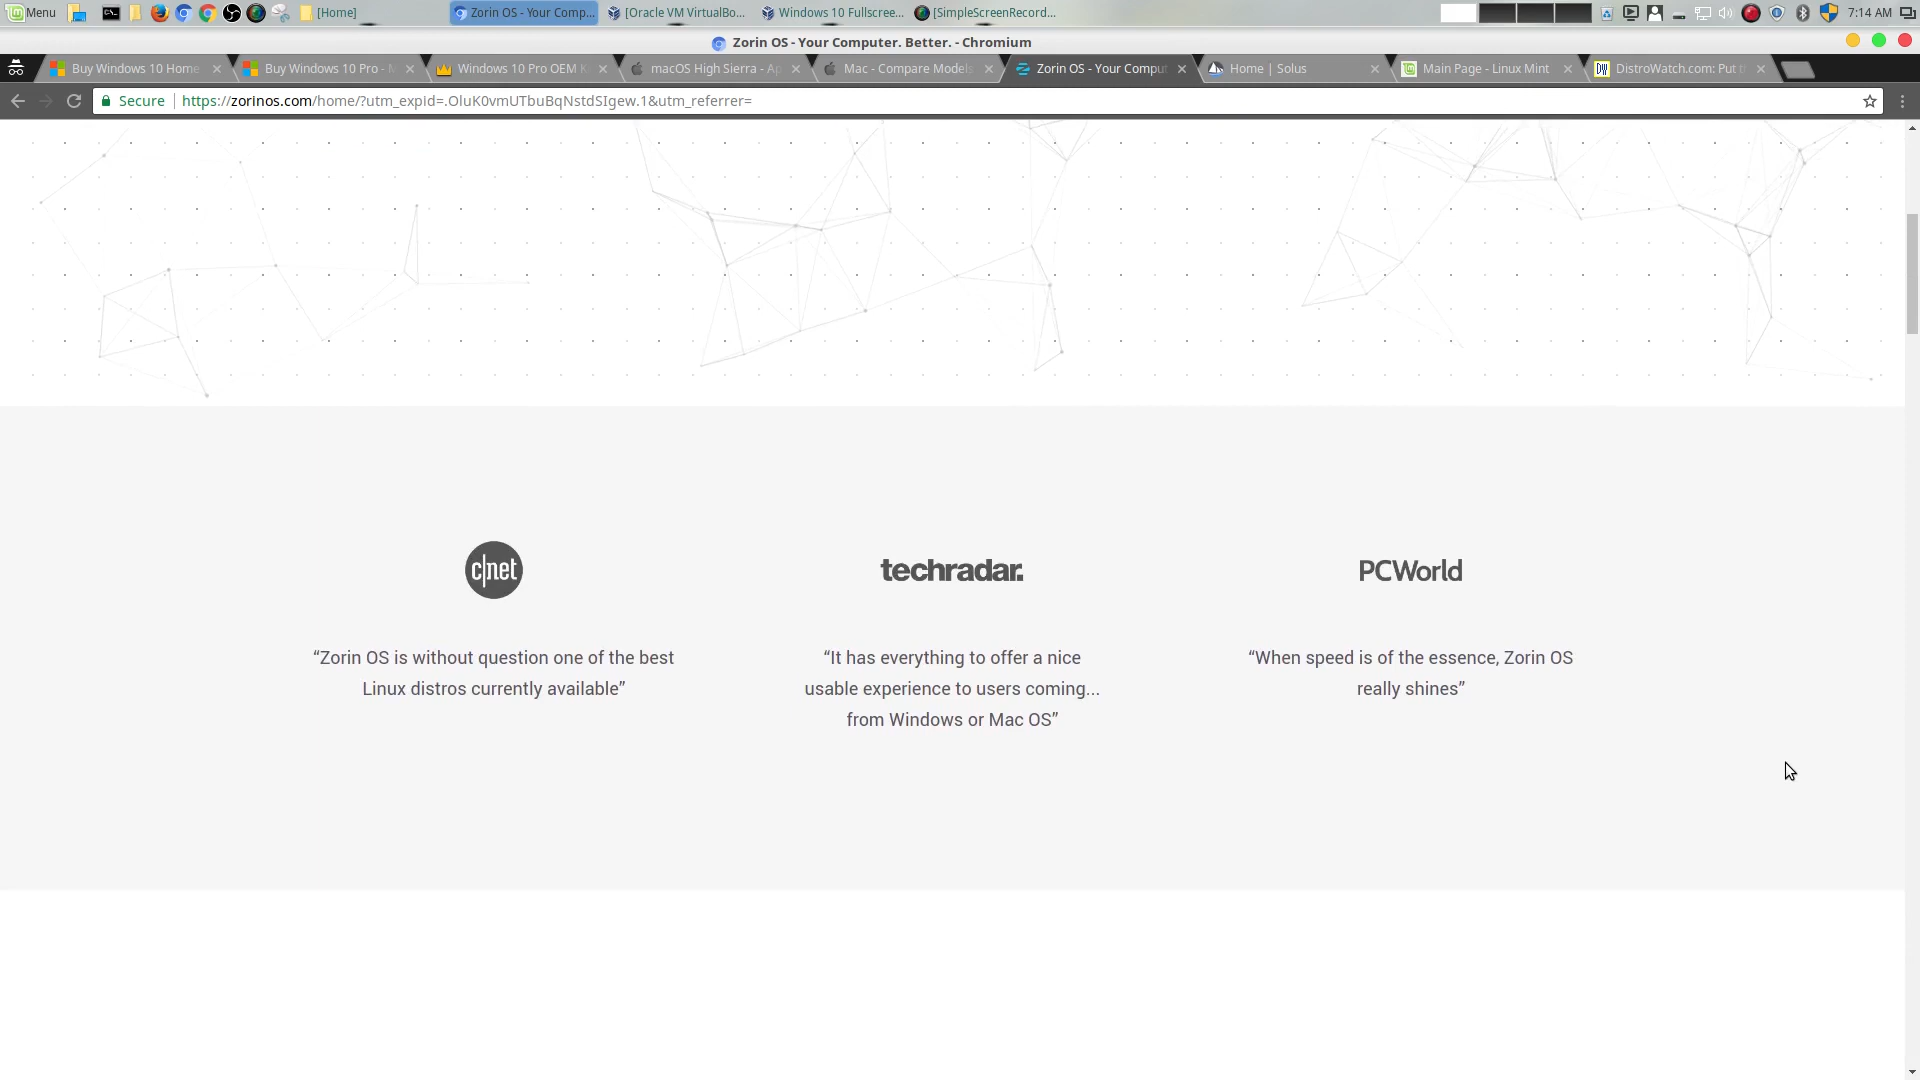 Menu
[Home]
Zorin OS - Your Comp...
[Oracle VM VirtualBo...
Windows 10 Fullscree...
[SimpleScreenRecord...
7:14 AM
Zorin OS - Your Computer. Better. - Chromium
Buy Windows 10 Home
Buy Windows 10 Pro - M
Windows 10 Pro OEM K
macOS High Sierra - Ap
Mac - Compare Models
Zorin OS - Your Comput
Home | Solus
Main Page - Linux Mint
DW
DistroWatch.com: Put t
Secure
https://zorinos.com/home/?utm_expid=.OluK0vmUTbuBqNstdSIgew.1&utm_referrer=
c|net
techradar.
PCWorld
“Zorin OS is without question one of the best
Linux distros currently available”
“It has everything to offer a nice
usable experience to users coming...
from Windows or Mac OS”
“When speed is of the essence, Zorin OS
really shines”